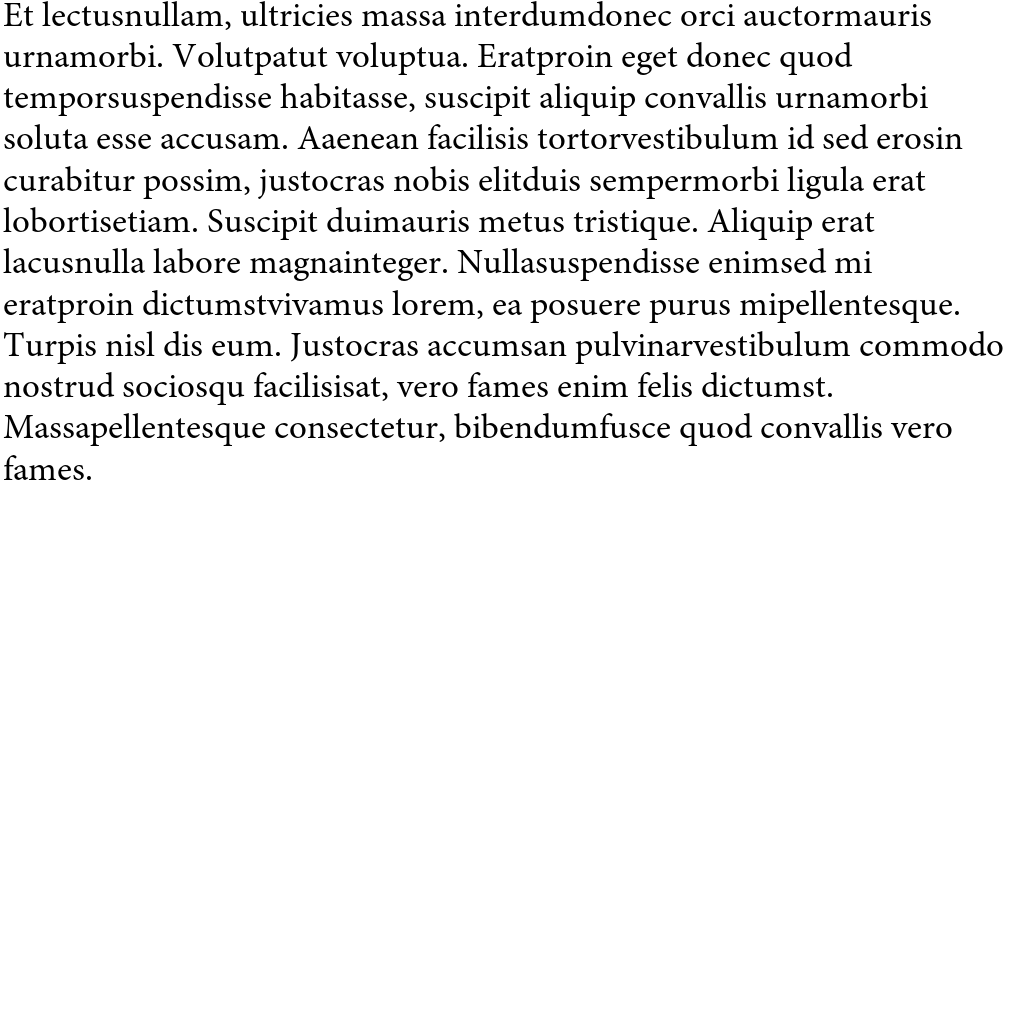 Et lectusnullam, ultricies massa interdumdonec orci auctormauris
urnamorbi. Volutpatut voluptua. Eratproin eget donec quod
temporsuspendisse habitasse, suscipit aliquip convallis urnamorbi
soluta esse accusam. Aaenean facilisis tortorvestibulum id sed erosin
curabitur possim, justocras nobis elitduis sempermorbi ligula erat
lobortisetiam. Suscipit duimauris metus tristique. Aliquip erat
lacusnulla labore magnainteger. Nullasuspendisse enimsed mi
eratproin dictumstvivamus lorem, ea posuere purus mipellentesque.
Turpis nisl dis eum. Justocras accumsan pulvinarvestibulum commodo
nostrud sociosqu facilisisat, vero fames enim felis dictumst.
Massapellentesque consectetur, bibendumfusce quod convallis vero
fames.